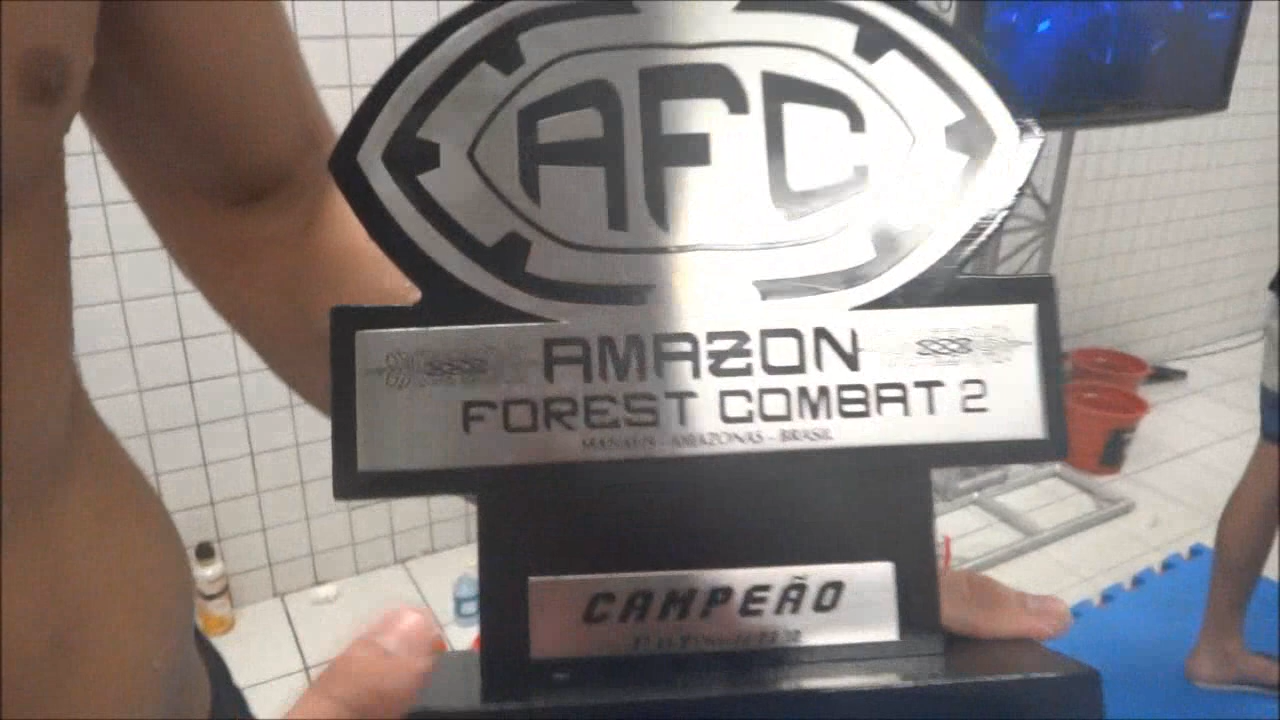 AFC
AMAZON
FOREST COMBAT 2
MANAUS - AMAZONAS - BRASIL
CAMPEÃO